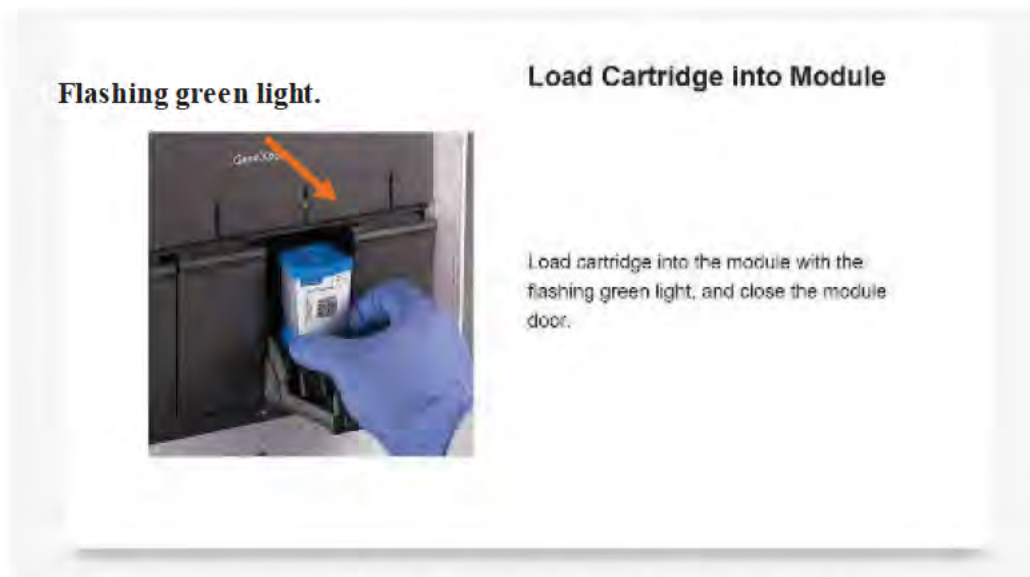 Flashing green light.
Load Cartridge into Module
Load cartridge into the module with the
flashing green light, and close the module
door.